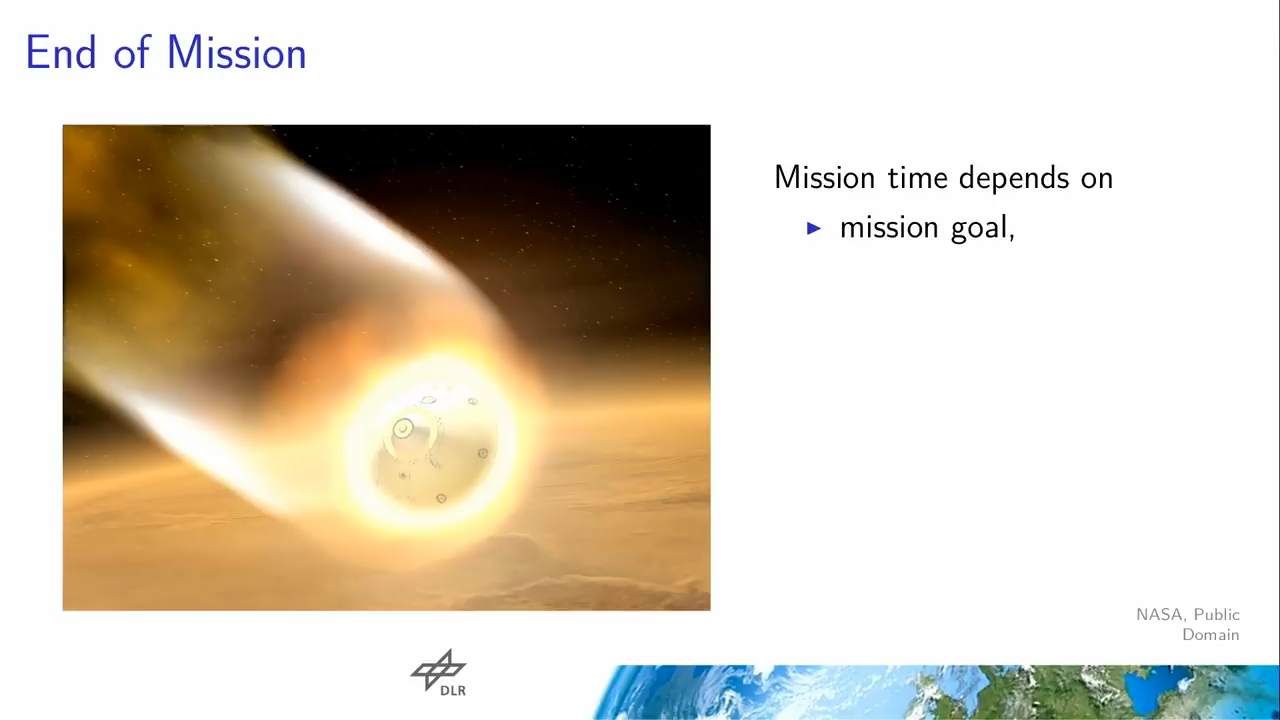 End of Mission
Mission time depends on
▶ mission goal,
NASA, Public
Domain
DLR